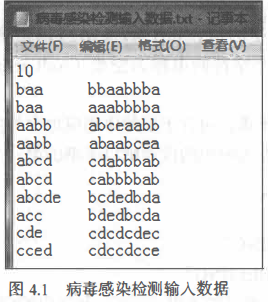 病毒感染检测输入数据.txt - 记事本
文件(F) 编辑(E) 格式(O) 查看(V)
10
baa bbaabbba
baa aaabbbba
aabb abceaabb
aabb abaabcea
abcd cdabbbab
abcd cabbbbab
abcde bcdedbda
acc bdedbcda
cde cdcdcdec
cced cdccdcce
图 4.1 病毒感染检测输入数据